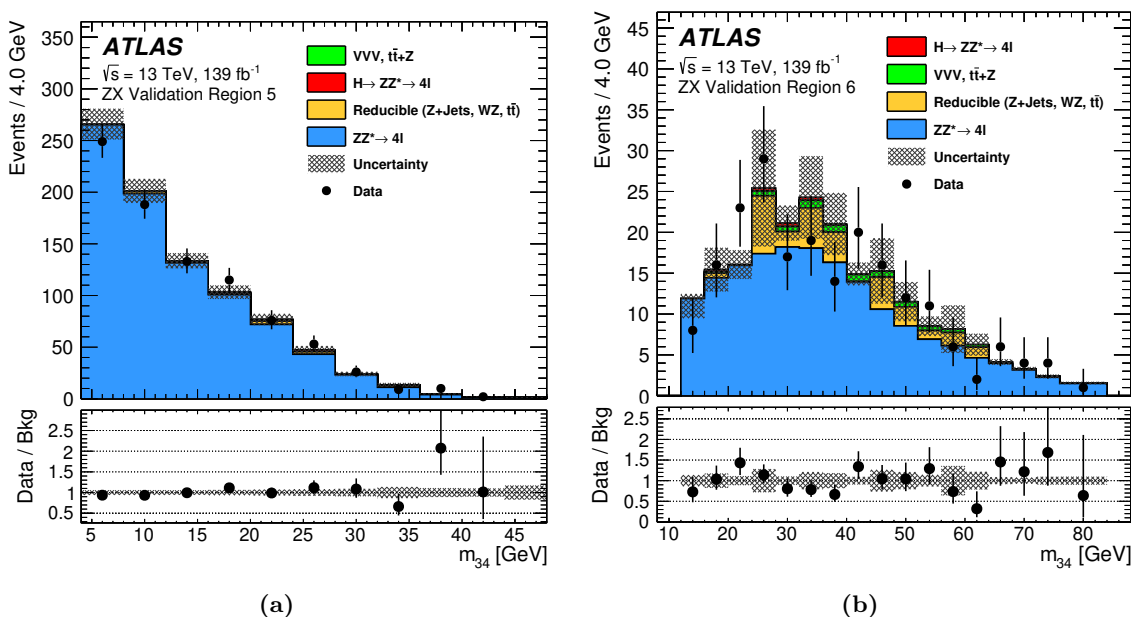 Events / 4.0 GeV
350
300
250
200
150
100
50
0
ATLAS
√s = 13 TeV, 139 fb⁻¹
ZX Validation Region 5
VVV, tt̄+Z
H→ ZZ*→ 4l
Reducible (Z+Jets, WZ, tt̄)
ZZ*→ 4l
Uncertainty
Data
Data / Bkg
2.5
2
1.5
1
0.5
5 10 15 20 25 30 35 40 45
m₃₄ [GeV]
(a)
Events / 4.0 GeV
45
40
35
30
25
20
15
10
5
0
ATLAS
√s = 13 TeV, 139 fb⁻¹
ZX Validation Region 6
H→ ZZ*→ 4l
VVV, tt̄+Z
Reducible (Z+Jets, WZ, tt̄)
ZZ*→ 4l
Uncertainty
Data
Data / Bkg
2.5
2
1.5
1
0.5
0
10 20 30 40 50 60 70 80
m₃₄ [GeV]
(b)